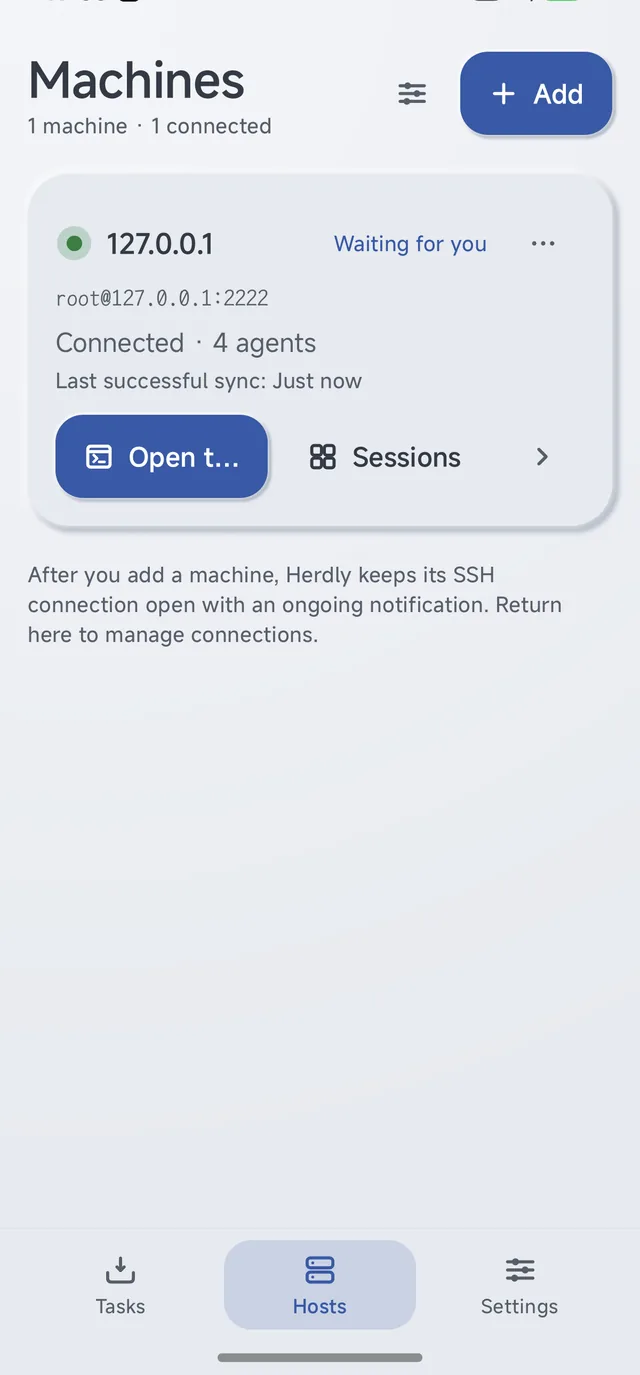 Machines
+ Add
1 machine · 1 connected
127.0.0.1
Waiting for you
root@127.0.0.1:2222
Connected · 4 agents
Last successful sync: Just now
Open t...
Sessions
After you add a machine, Herdly keeps its SSH
connection open with an ongoing notification. Return
here to manage connections.
Tasks
Hosts
Settings